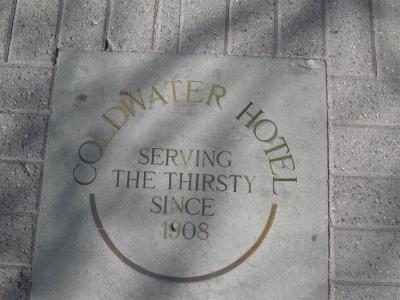 COLDWATER HOTEL
SERVING
THE THIRSTY
SINCE
1908